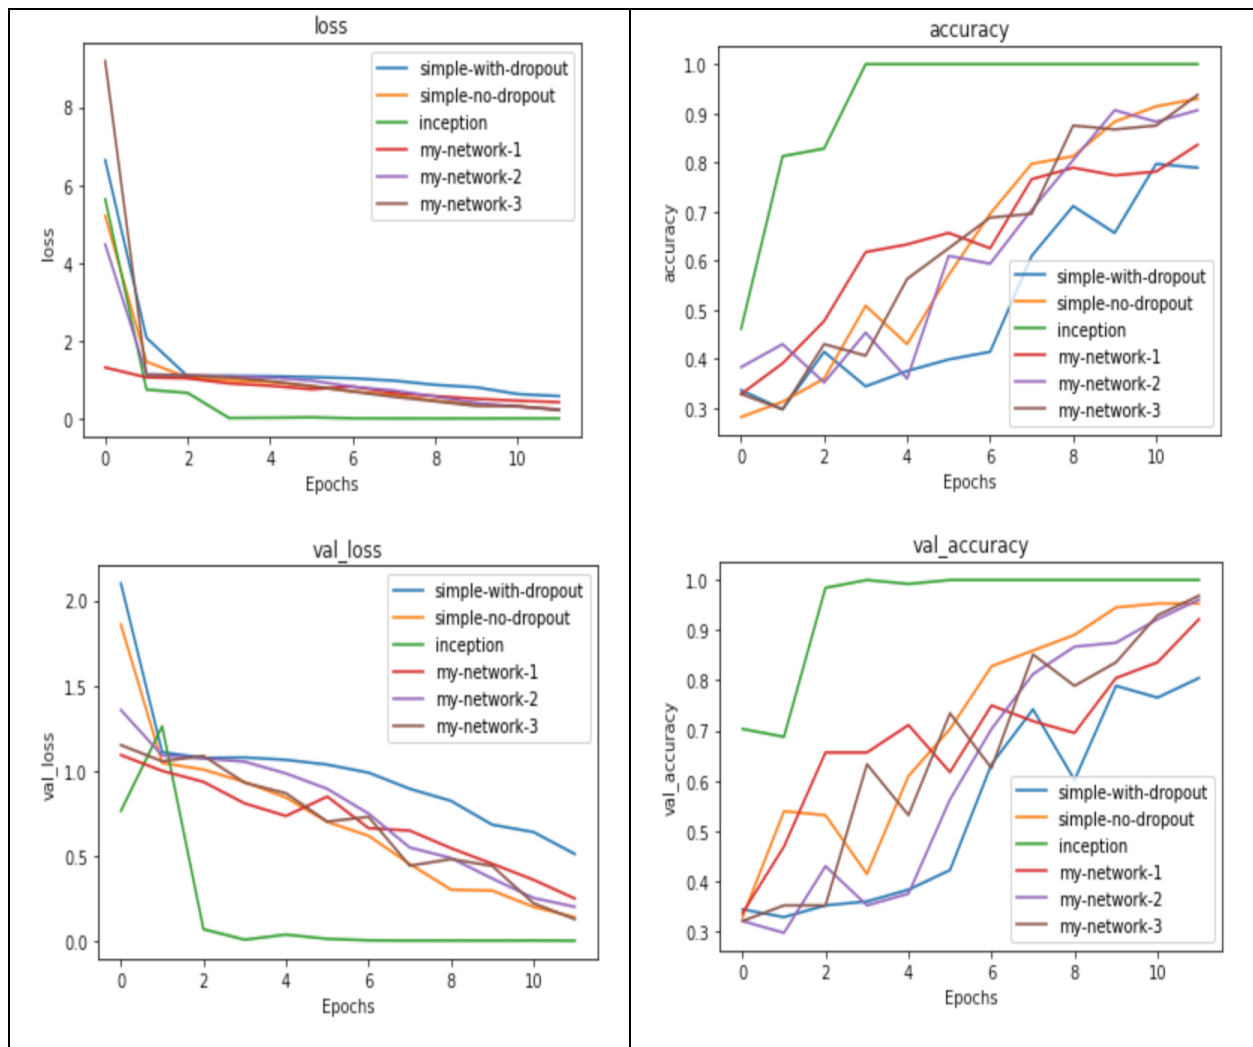 loss
loss
8
6
4
2
0
0 2 4 6 8 10
Epochs
simple-with-dropout
simple-no-dropout
inception
my-network-1
my-network-2
my-network-3
accuracy
accuracy
1.0
0.9
0.8
0.7
0.6
0.5
0.4
0.3
0 2 4 6 8 10
Epochs
simple-with-dropout
simple-no-dropout
inception
my-network-1
my-network-2
my-network-3
val_loss
val_loss
2.0
1.5
1.0
0.5
0.0
0 2 4 6 8 10
Epochs
simple-with-dropout
simple-no-dropout
inception
my-network-1
my-network-2
my-network-3
val_accuracy
val_accuracy
1.0
0.9
0.8
0.7
0.6
0.5
0.4
0.3
0 2 4 6 8 10
Epochs
simple-with-dropout
simple-no-dropout
inception
my-network-1
my-network-2
my-network-3